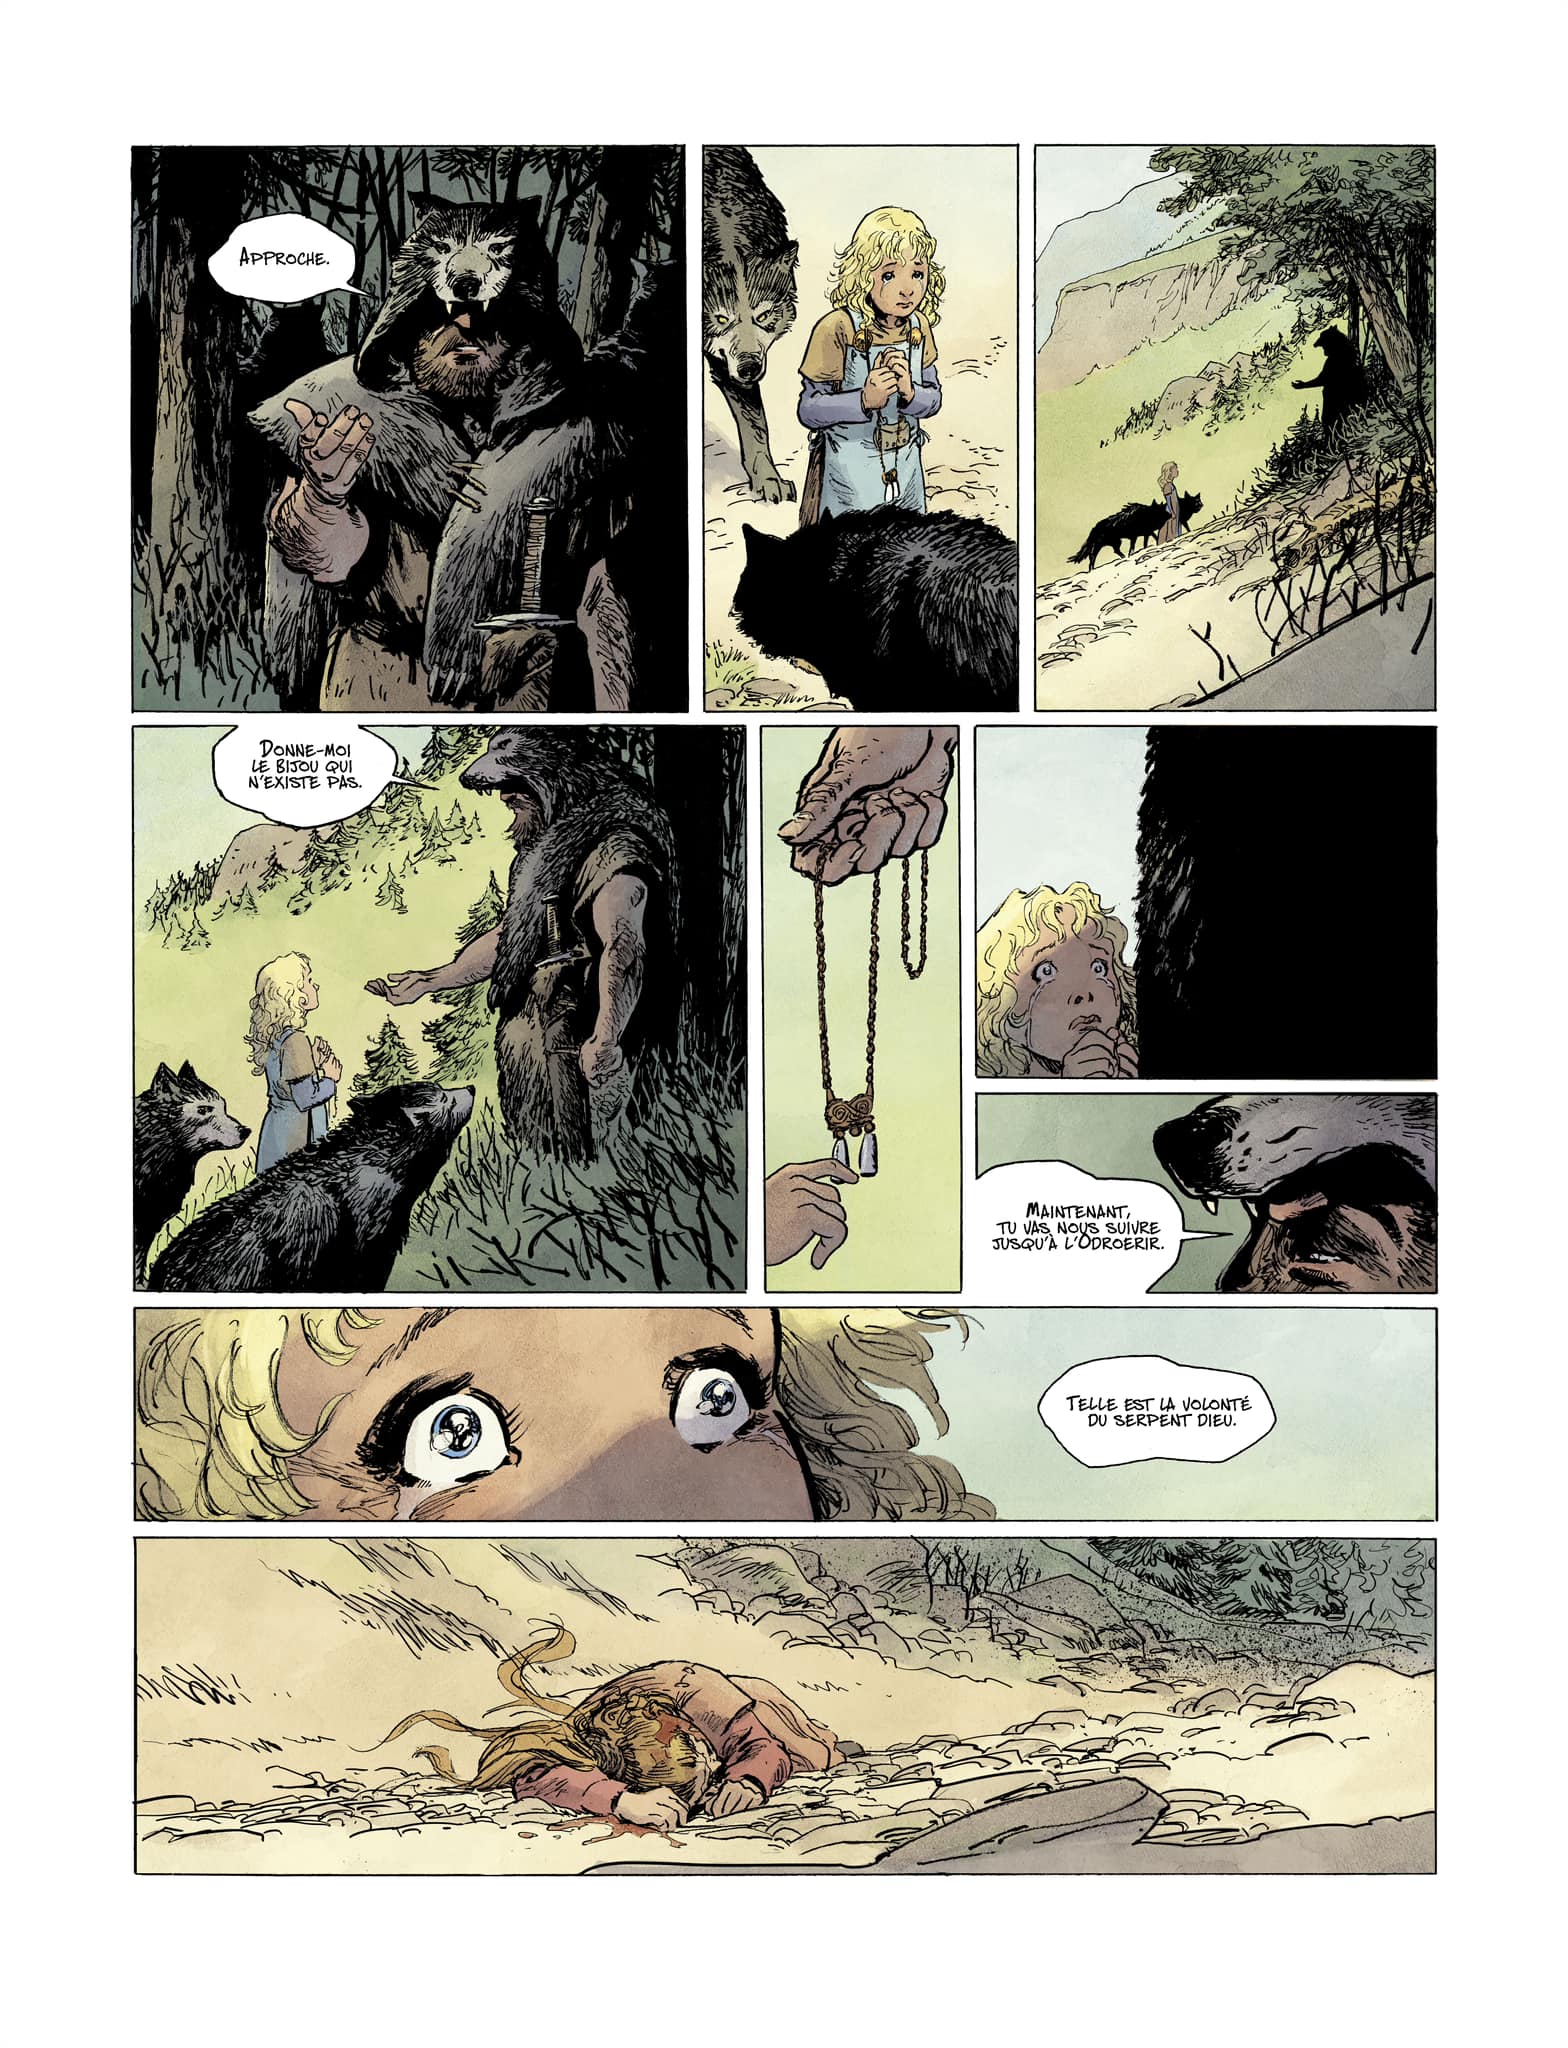 Approche.
Donne-moi
le bijou qui
n'existe pas.
Maintenant,
tu vas nous suivre
jusqu'à l'Odroerir.
Telle est la volonté
du serpent dieu.